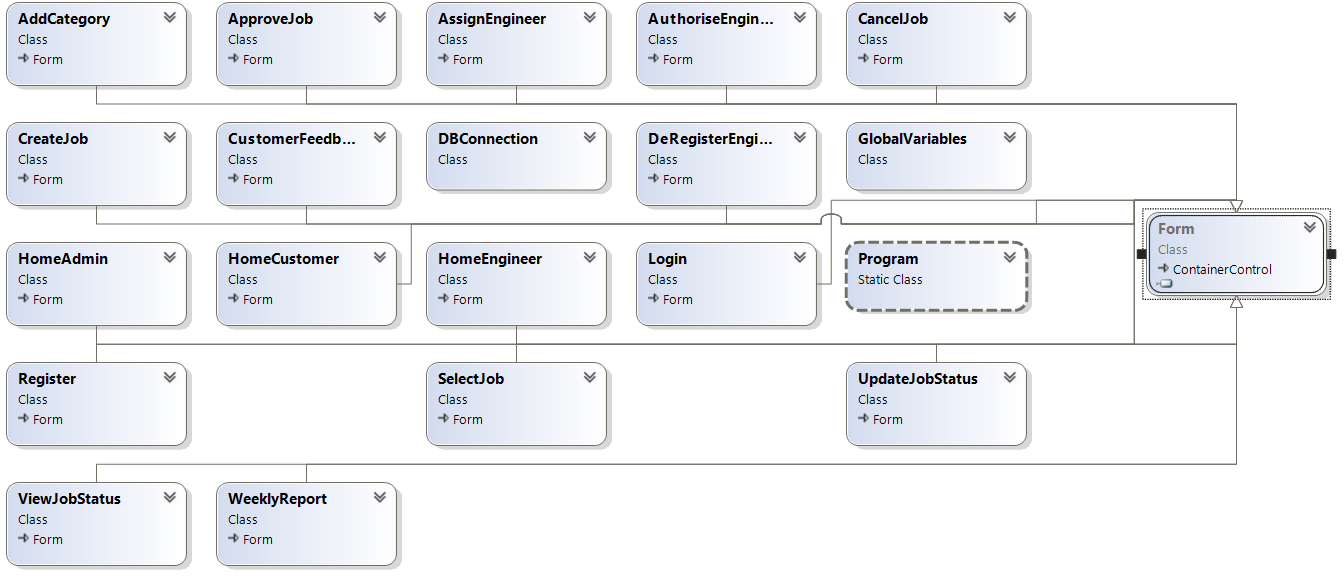 AddCategory
Class
Form
ApproveJob
Class
Form
AssignEngineer
Class
Form
AuthoriseEngin...
Class
Form
CancelJob
Class
Form
CreateJob
Class
Form
CustomerFeedb...
Class
Form
DBConnection
Class
DeRegisterEngi...
Class
Form
GlobalVariables
Class
Form
Class
ContainerControl
HomeAdmin
Class
Form
HomeCustomer
Class
Form
HomeEngineer
Class
Form
Login
Class
Form
Program
Static Class
Register
Class
Form
SelectJob
Class
Form
UpdateJobStatus
Class
Form
ViewJobStatus
Class
Form
WeeklyReport
Class
Form